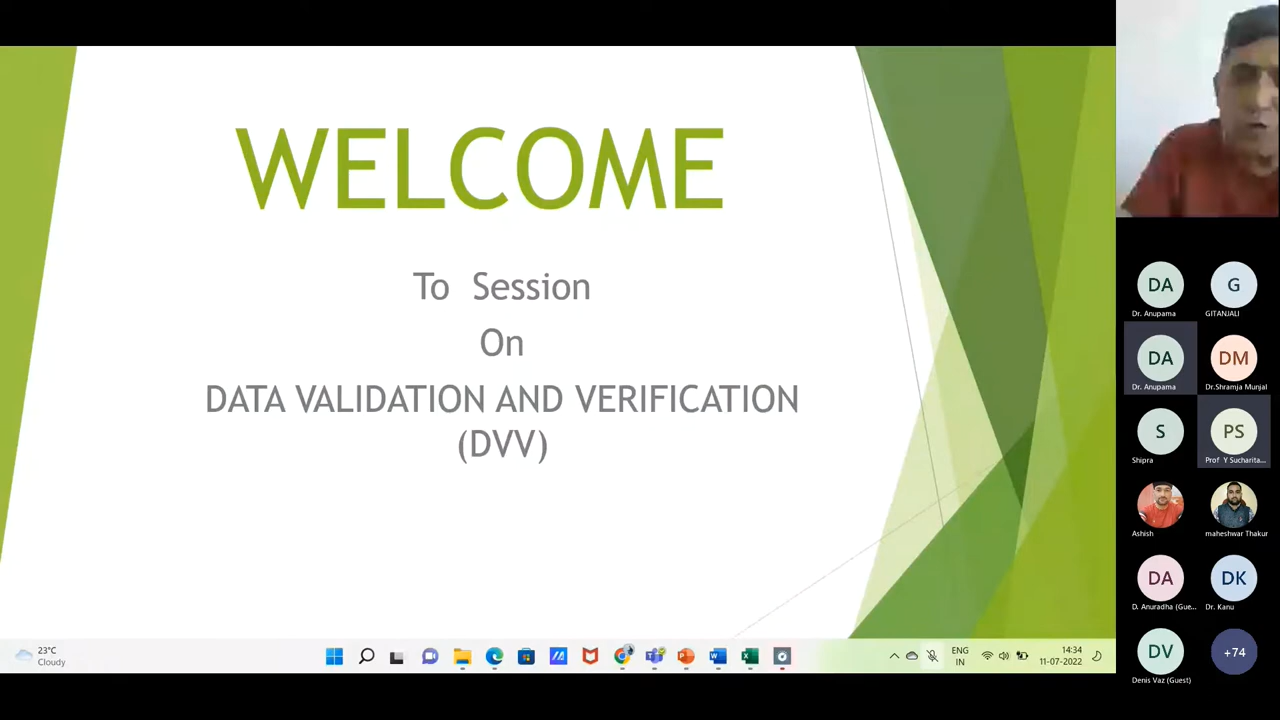 WELCOME
To Session
On
DATA VALIDATION AND VERIFICATION
(DVV)
DA
Dr. Anupama
G
GITANJALI
DA
Dr. Anupama
DM
Dr.Shramja Munjal
S
Shipra
PS
Prof Y Sucharita...
Ashish
maheshwar Thakur
DA
D. Anuradha (Gue...
DK
Dr. Kanu
DV
Denis Vaz (Guest)
+74
23°C
Cloudy
ENG
IN
14:34
11-07-2022